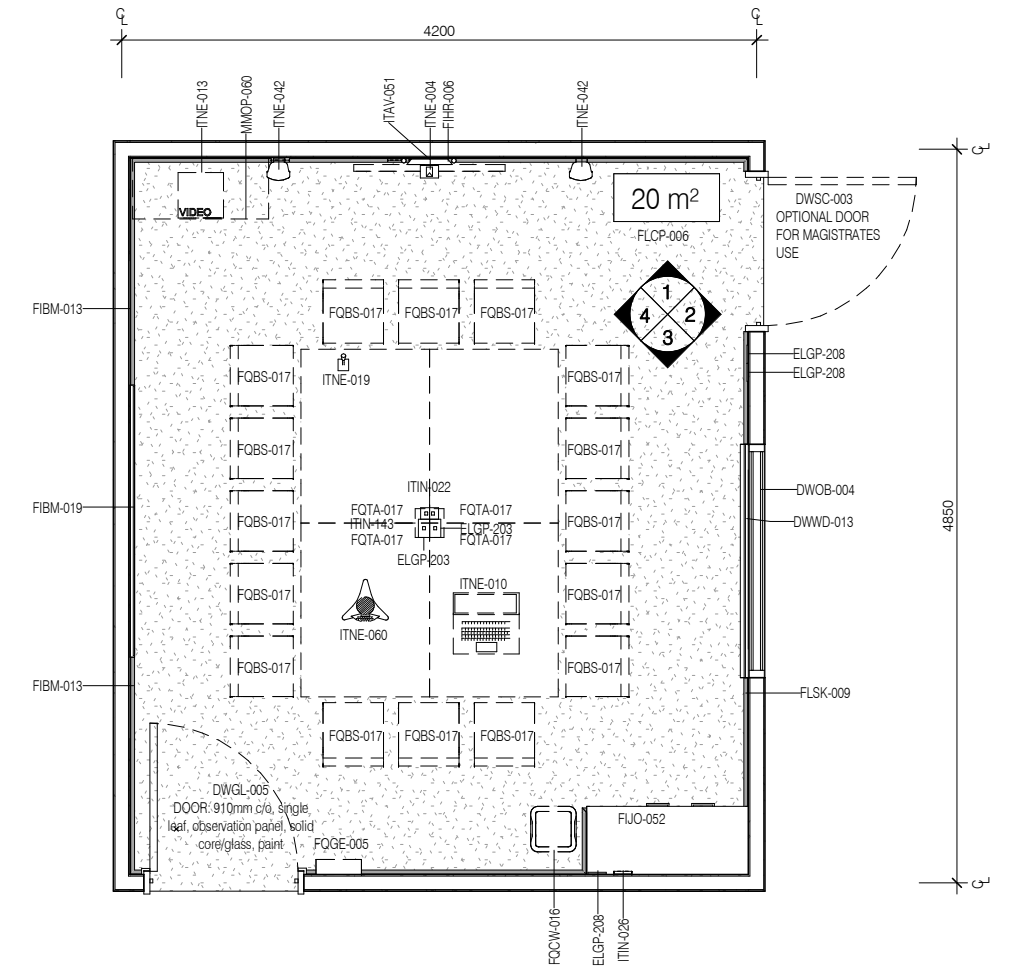 C L
C L
4200
ITNE-013
MMOP-060
ITNE-042
ITAV-051
ITNE-004
FIHR-006
ITNE-042
C L
VIDEO
20 m²
FLCP-006
DWSC-003
OPTIONAL DOOR
FOR MAGISTRATES
USE
1
4 2
3
FIBM-013
FQBS-017 FQBS-017 FQBS-017
ELGP-208
ELGP-208
ITNE-019
FQBS-017 FQBS-017
FQBS-017 FQBS-017
ITIN-022
DWOB-004
FIBM-019
FQBS-017
FQTA-017 FQTA-017
ITIN-143 ELGP-203
FQTA-017 FQTA-017
FQBS-017
DWWD-013
4850
ELGP-203
ITNE-010
FQBS-017 FQBS-017
ITNE-060
FQBS-017 FQBS-017
FIBM-013
FLSK-009
FQBS-017 FQBS-017 FQBS-017
DWGL-005
DOOR: 910mm c/o, single
leaf, observation panel, solid
core/glass, paint
FQGE-005
FIJO-052
C L
FQCW-016
ELGP-208
ITIN-026